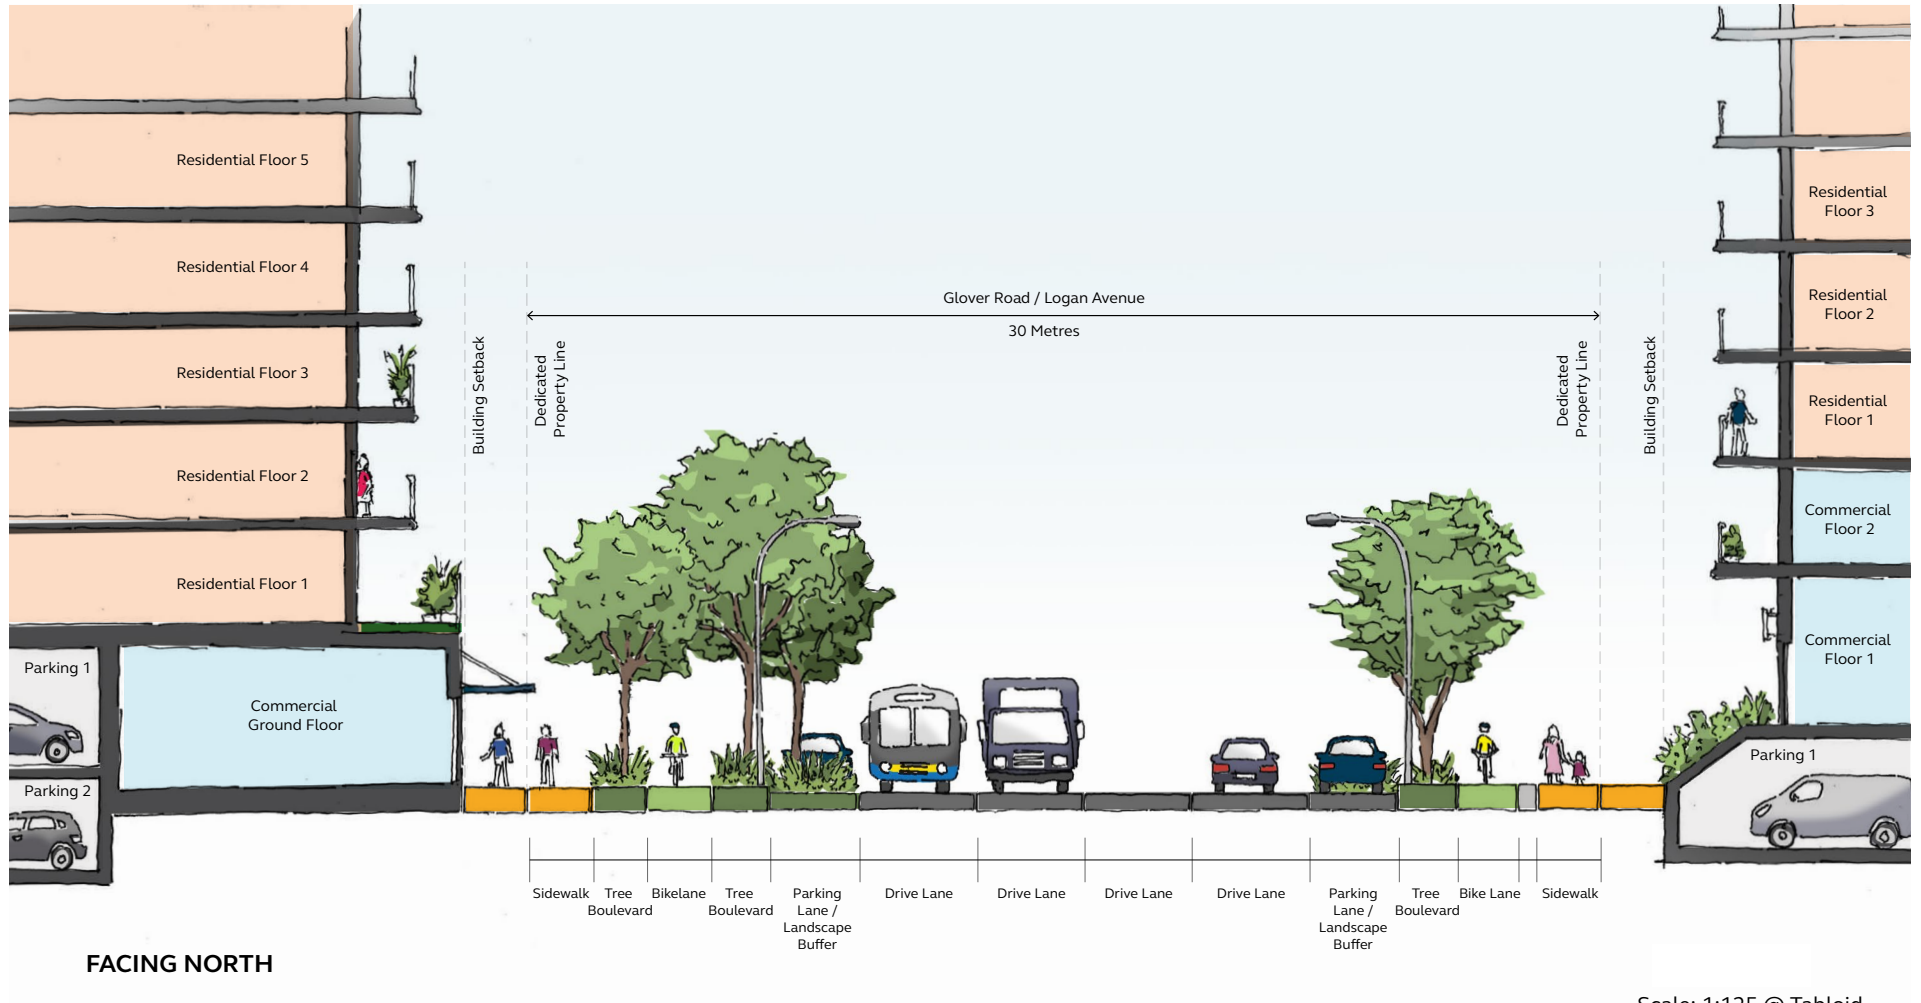 Residential Floor 5
Residential Floor 4
Residential Floor 3
Residential Floor 2
Residential Floor 1
Parking 1
Parking 2
Commercial
Ground Floor
Building Setback
Dedicated
Property Line
Glover Road / Logan Avenue
30 Metres
Dedicated
Property Line
Building Setback
Residential
Floor 3
Residential
Floor 2
Residential
Floor 1
Commercial
Floor 2
Commercial
Floor 1
Parking 1
Sidewalk
Tree
Boulevard
Bikelane
Tree
Boulevard
Parking
Lane /
Landscape
Buffer
Drive Lane
Drive Lane
Drive Lane
Drive Lane
Parking
Lane /
Landscape
Buffer
Tree
Boulevard
Bike Lane
Sidewalk
FACING NORTH
Scale: 1:125 @ Tabloid